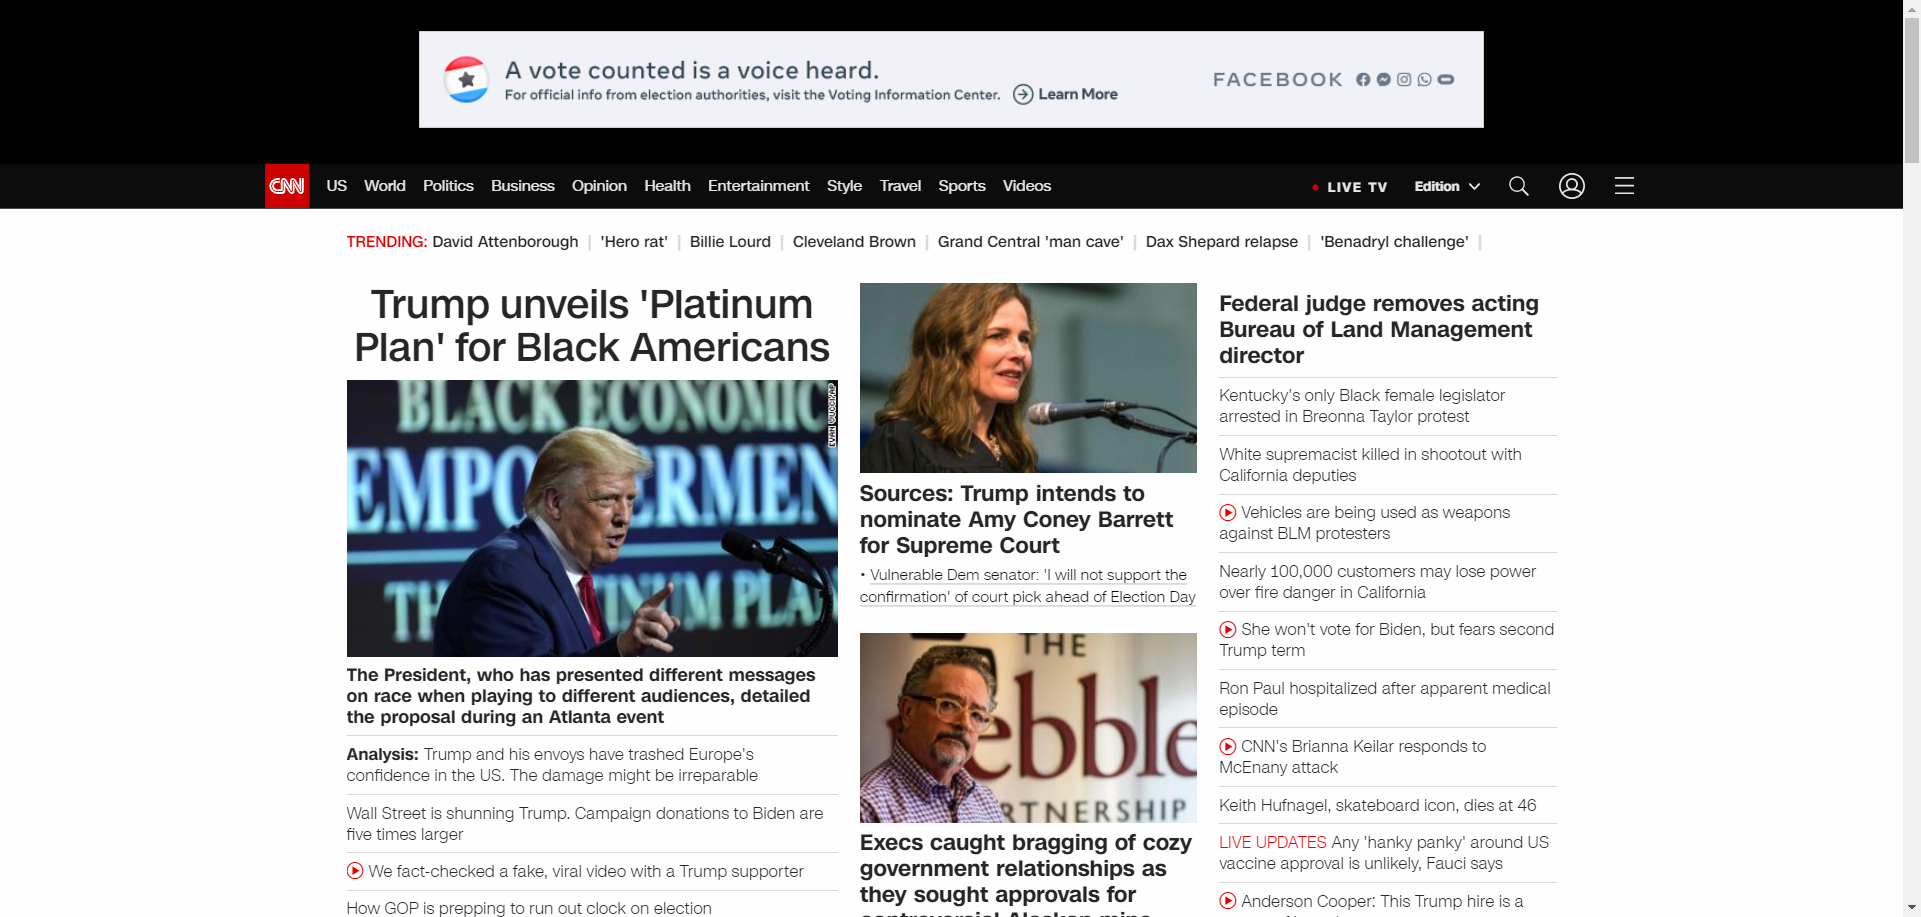 A vote counted is a voice heard.
For official info from election authorities, visit the Voting Information Center. Learn More
FACEBOOK
CNN US World Politics Business Opinion Health Entertainment Style Travel Sports Videos LIVE TV Edition
TRENDING: David Attenborough | 'Hero rat' | Billie Lourd | Cleveland Brown | Grand Central 'man cave' | Dax Shepard relapse | 'Benadryl challenge' |
Trump unveils 'Platinum
Plan' for Black Americans
BLACK ECONOMIC
EMPOWERMEN
THE PLATINUM PLA
The President, who has presented different messages
on race when playing to different audiences, detailed
the proposal during an Atlanta event
Analysis: Trump and his envoys have trashed Europe's
confidence in the US. The damage might be irreparable
Wall Street is shunning Trump. Campaign donations to Biden are
five times larger
We fact-checked a fake, viral video with a Trump supporter
How GOP is prepping to run out clock on election
Sources: Trump intends to
nominate Amy Coney Barrett
for Supreme Court
• Vulnerable Dem senator: 'I will not support the
confirmation' of court pick ahead of Election Day
THE
ebble
RTNERSHIP
Execs caught bragging of cozy
government relationships as
they sought approvals for
controversial Alaskan mine
Federal judge removes acting
Bureau of Land Management
director
Kentucky's only Black female legislator
arrested in Breonna Taylor protest
White supremacist killed in shootout with
California deputies
Vehicles are being used as weapons
against BLM protesters
Nearly 100,000 customers may lose power
over fire danger in California
She won't vote for Biden, but fears second
Trump term
Ron Paul hospitalized after apparent medical
episode
CNN's Brianna Keilar responds to
McEnany attack
Keith Hufnagel, skateboard icon, dies at 46
LIVE UPDATES Any 'hanky panky' around US
vaccine approval is unlikely, Fauci says
Anderson Cooper: This Trump hire is a